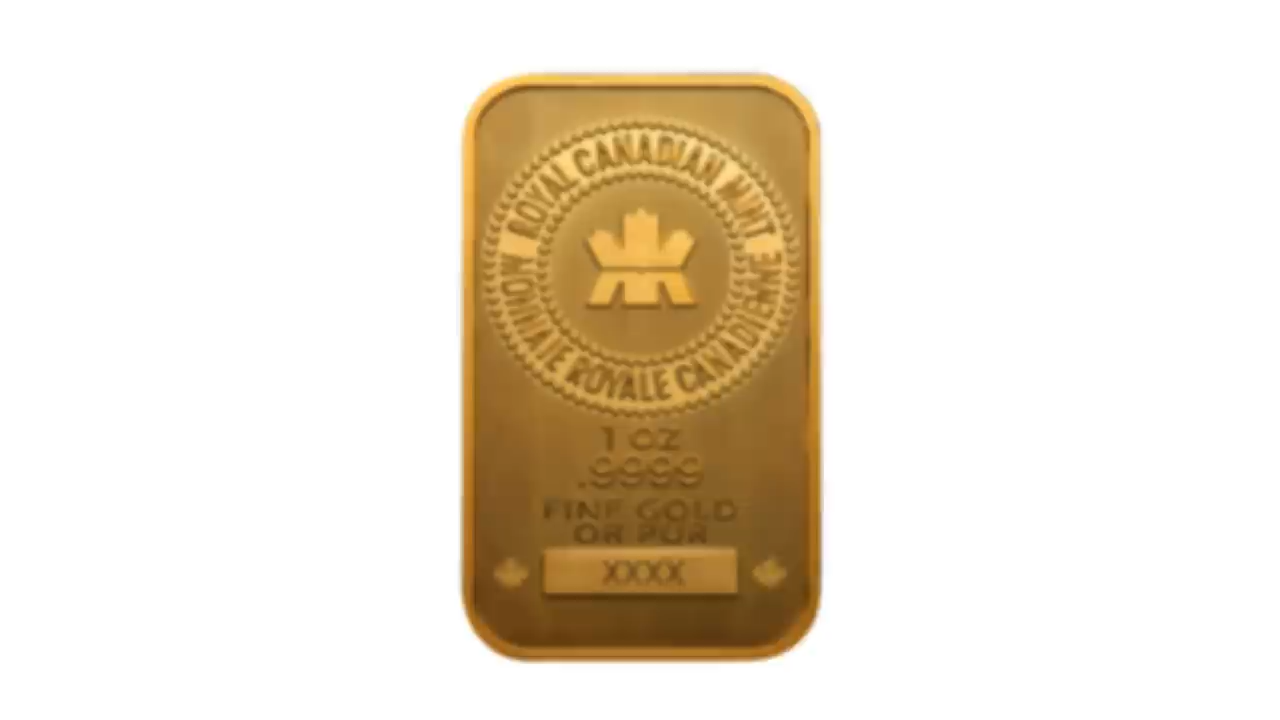 ROYAL CANADIAN MINT
MONNAIE ROYALE CANADIENNE
1 OZ
.9999
FINE GOLD
OR PUR
XXXX